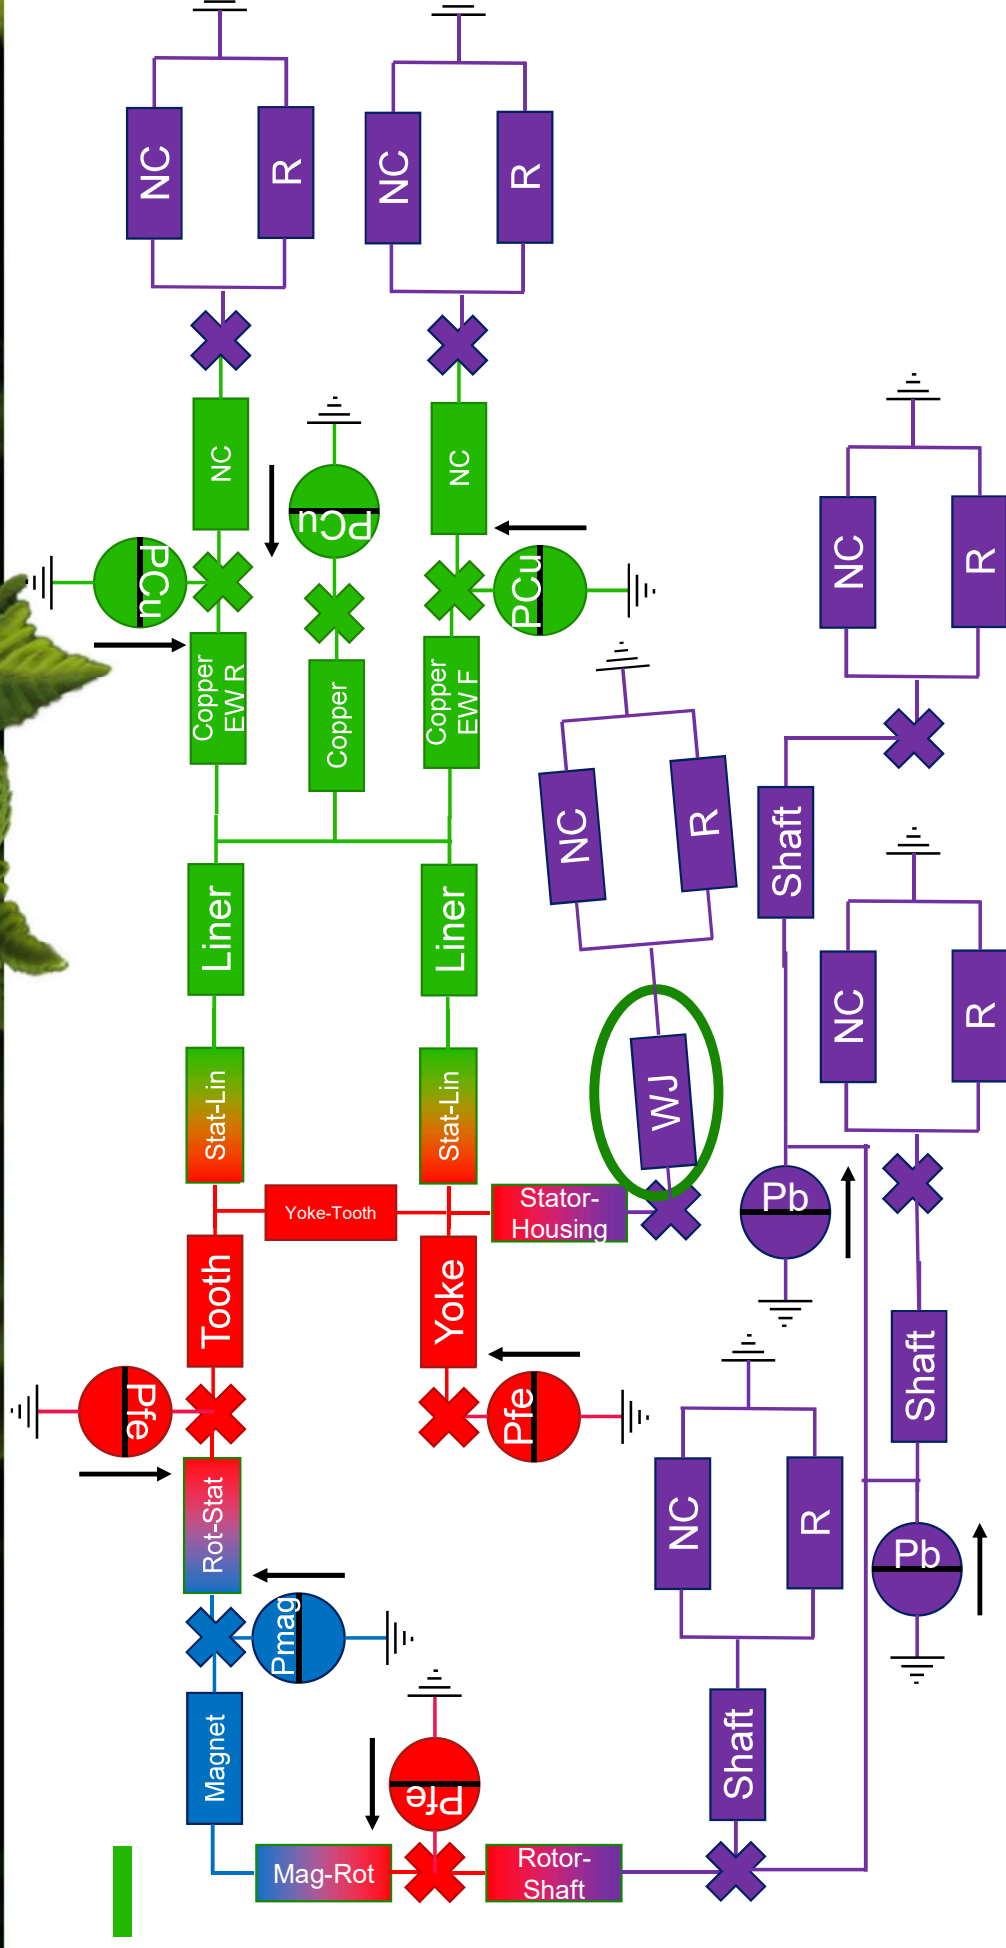 NC
R
NC
R
NC
NC
PCu
PCu
PCu
Copper
EW R
Copper
Copper
EW F
NC
R
NC
R
Shaft
Liner
Liner
NC
R
Stat-Lin
Stat-Lin
WJ
Yoke-Tooth
Stator-
Housing
Pb
Tooth
Yoke
Shaft
Pfe
Pfe
Rot-Stat
NC
R
Pb
Pmag
Magnet
Pfe
Shaft
Mag-Rot
Rotor-
Shaft